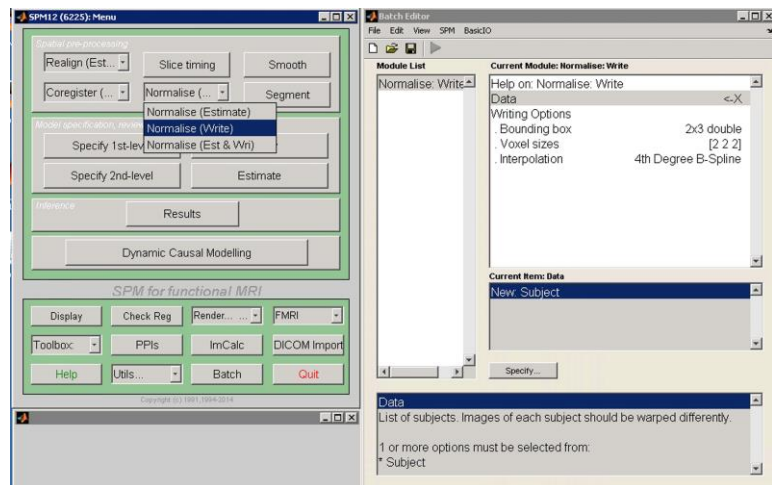 SPM12 (6225): Menu
Spatial pre-processing
Realign (Est...
Slice timing
Smooth
Coregister (...
Normalise (...
Segment
Normalise (Estimate)
Normalise (Write)
Normalise (Est & Wri)
Model specification, review
Specify 1st-lev
Specify 2nd-level
Estimate
Inference
Results
Dynamic Causal Modelling
SPM for functional MRI
Display
Check Reg
Render... ...
FMRI
Toolbox:
PPIs
ImCalc
DICOM Import
Help
Utils...
Batch
Quit
Copyright (c) 1991,1994-2014
Batch Editor
File Edit View SPM BasicIO
Module List
Normalise: Write
Current Module: Normalise: Write
Help on: Normalise: Write
Data <-X
Writing Options
. Bounding box 2x3 double
. Voxel sizes [2 2 2]
. Interpolation 4th Degree B-Spline
Current Item: Data
New: Subject
Specify...
Data
List of subjects. Images of each subject should be warped differently.
1 or more options must be selected from:
* Subject